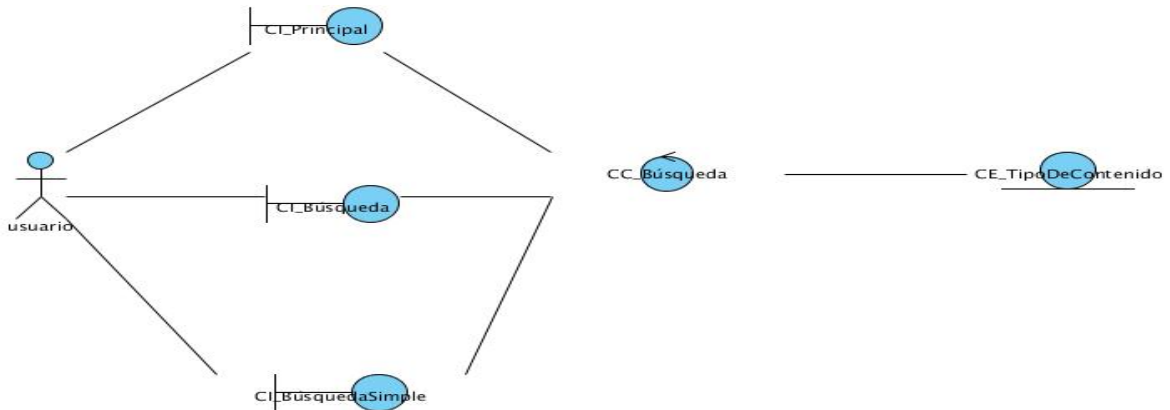 CI_Principal
CC_Búsqueda
CE_TipoDeContenido
CI_Búsqueda
usuario
CI_BúsquedaSimple